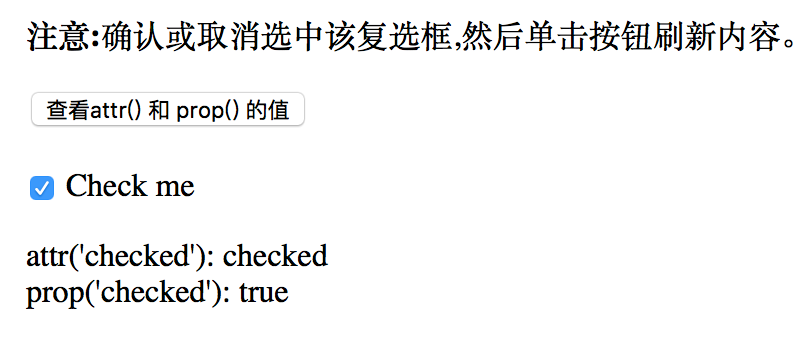 注意:确认或取消选中该复选框,然后单击按钮刷新内容。
查看attr() 和 prop() 的值
Check me
attr('checked'): checked
prop('checked'): true